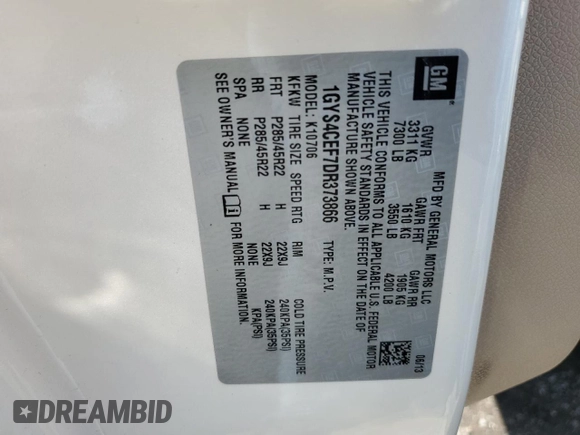 GM
MFD BY GENERAL MOTORS LLC
GVWR GAWR FRT GAWR RR
3311 KG 1610 KG 1905 KG
7300 LB 3550 LB 4200 LB
06/13
THIS VEHICLE CONFORMS TO ALL APPLICABLE U.S. FEDERAL MOTOR
VEHICLE SAFETY STANDARDS IN EFFECT ON THE DATE OF
MANUFACTURE SHOWN ABOVE.
1GYS4CEF7DR373866 TYPE: M.P.V.
MODEL: K10706
KFKW TIRE SIZE SPEED RTG RIM COLD TIRE PRESSURE
FRT P285/45R22 H 22X9J 240KPA(35PSI)
RR P285/45R22 H 22X9J 240KPA(35PSI)
SPA NONE NONE KPA(PSI)
SEE OWNER'S MANUAL FOR MORE INFORMATION.
DREAMBID